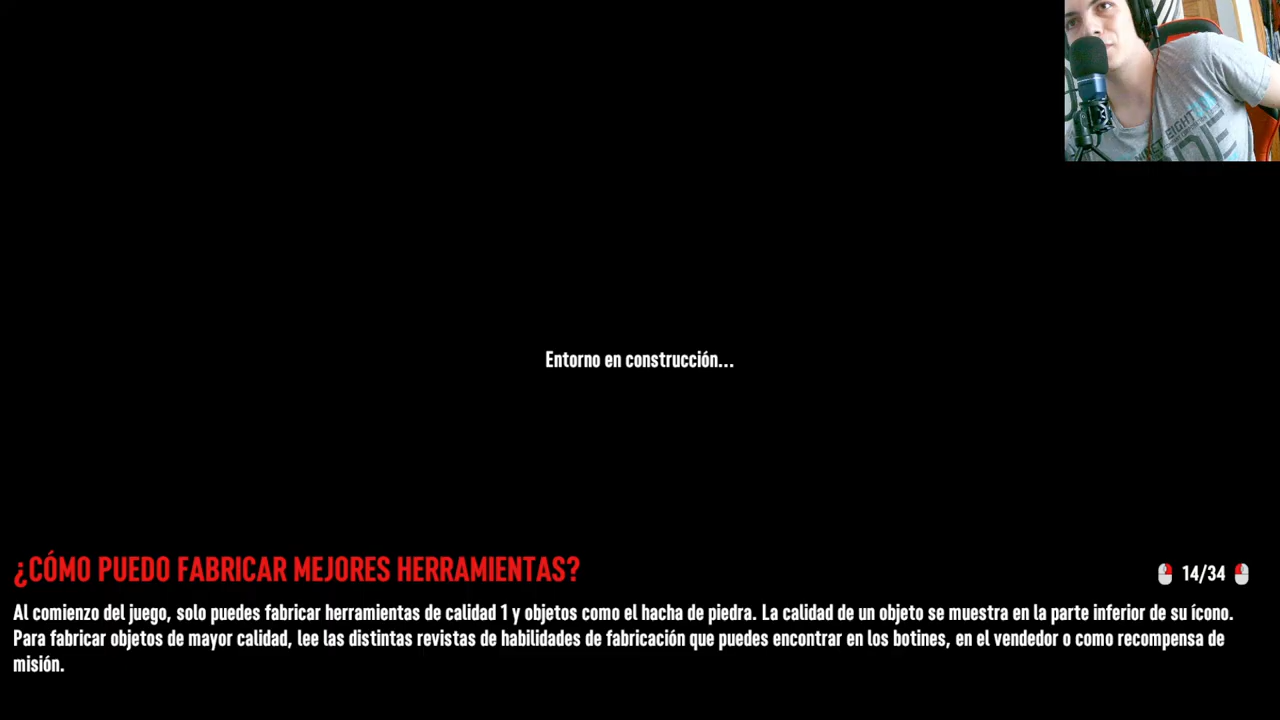 Entorno en construcción...
¿CÓMO PUEDO FABRICAR MEJORES HERRAMIENTAS?
14/34
Al comienzo del juego, solo puedes fabricar herramientas de calidad 1 y objetos como el hacha de piedra. La calidad de un objeto se muestra en la parte inferior de su ícono.
Para fabricar objetos de mayor calidad, lee las distintas revistas de habilidades de fabricación que puedes encontrar en los botines, en el vendedor o como recompensa de
misión.